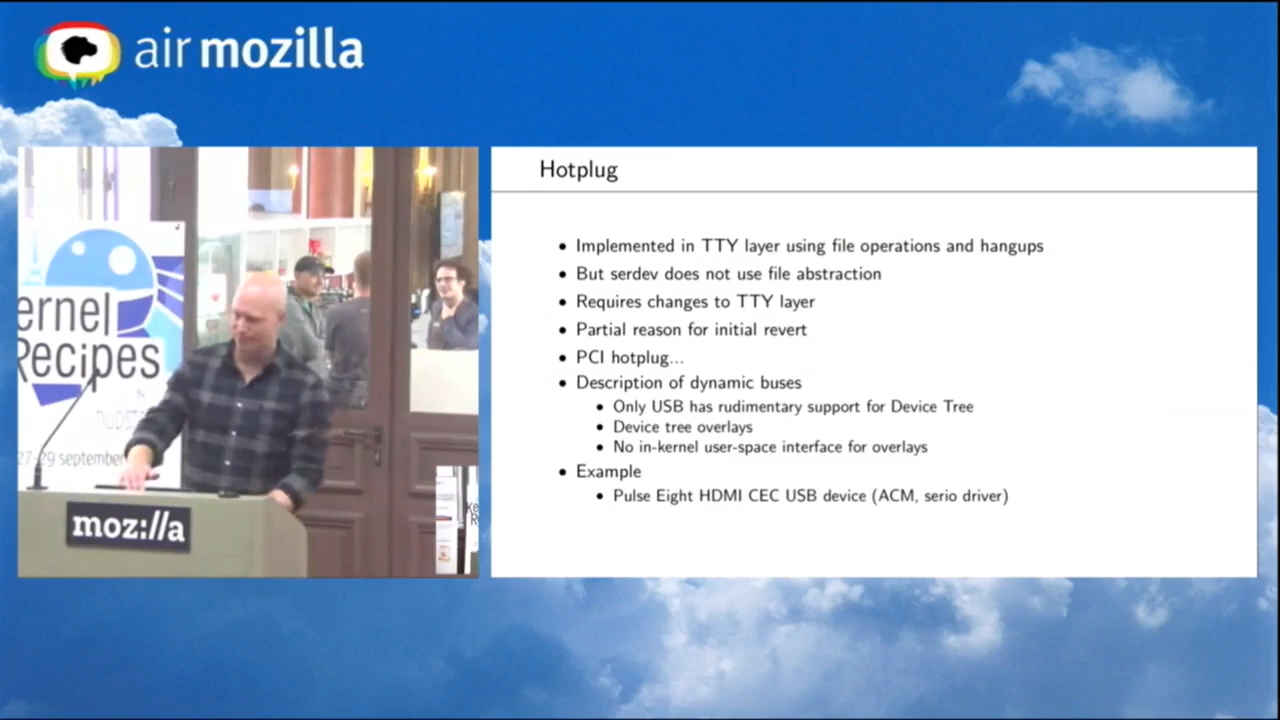 air mozilla
Hotplug
• Implemented in TTY layer using file operations and hangups
• But serdev does not use file abstraction
• Requires changes to TTY layer
• Partial reason for initial revert
• PCI hotplug...
• Description of dynamic buses
• Only USB has rudimentary support for Device Tree
• Device tree overlays
• No in-kernel user-space interface for overlays
• Example
• Pulse Eight HDMI CEC USB device (ACM, serio driver)
ernel
Recipes
By
27-29 september
moz://a